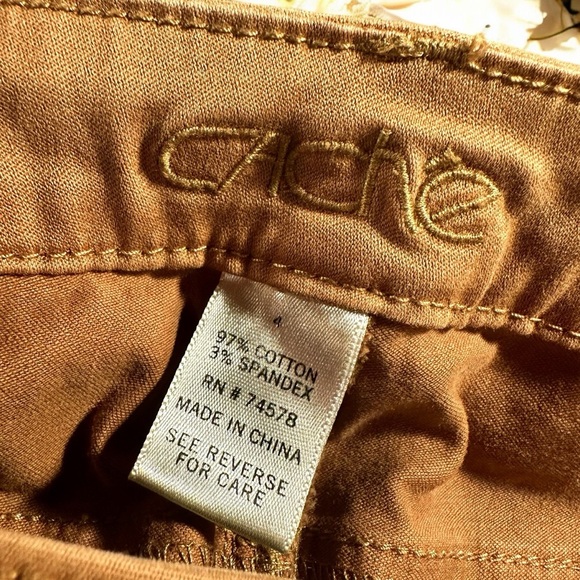 caché
4
97% COTTON
3% SPANDEX
RN # 74578
MADE IN CHINA
SEE REVERSE
FOR CARE